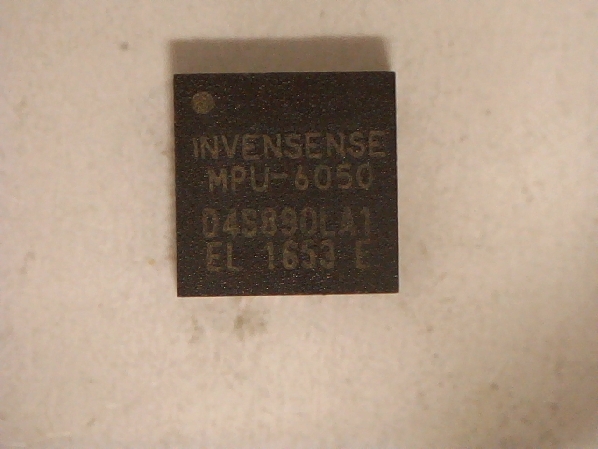 INVENSENSE
MPU-6050
D4S890LA1
EL 1653 E